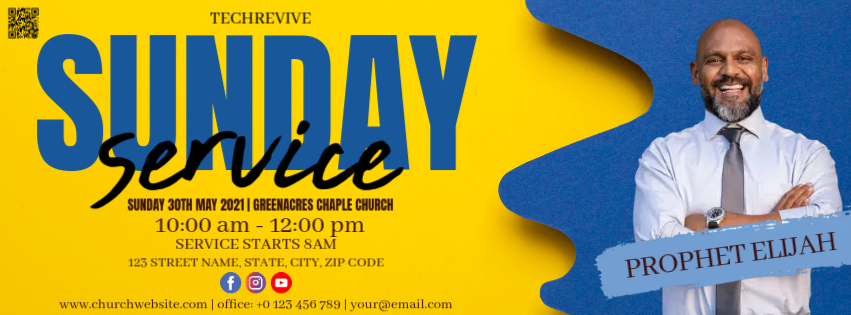 TECHREVIVE
SUNDAY
service
SUNDAY 30TH MAY 2021 | GREENACRES CHAPLE CHURCH
10:00 am - 12:00 pm
SERVICE STARTS 8AM
123 STREET NAME, STATE, CITY, ZIP CODE
www.churchwebsite.com | office: +0 123 456 789 | your@email.com
PROPHET ELIJAH